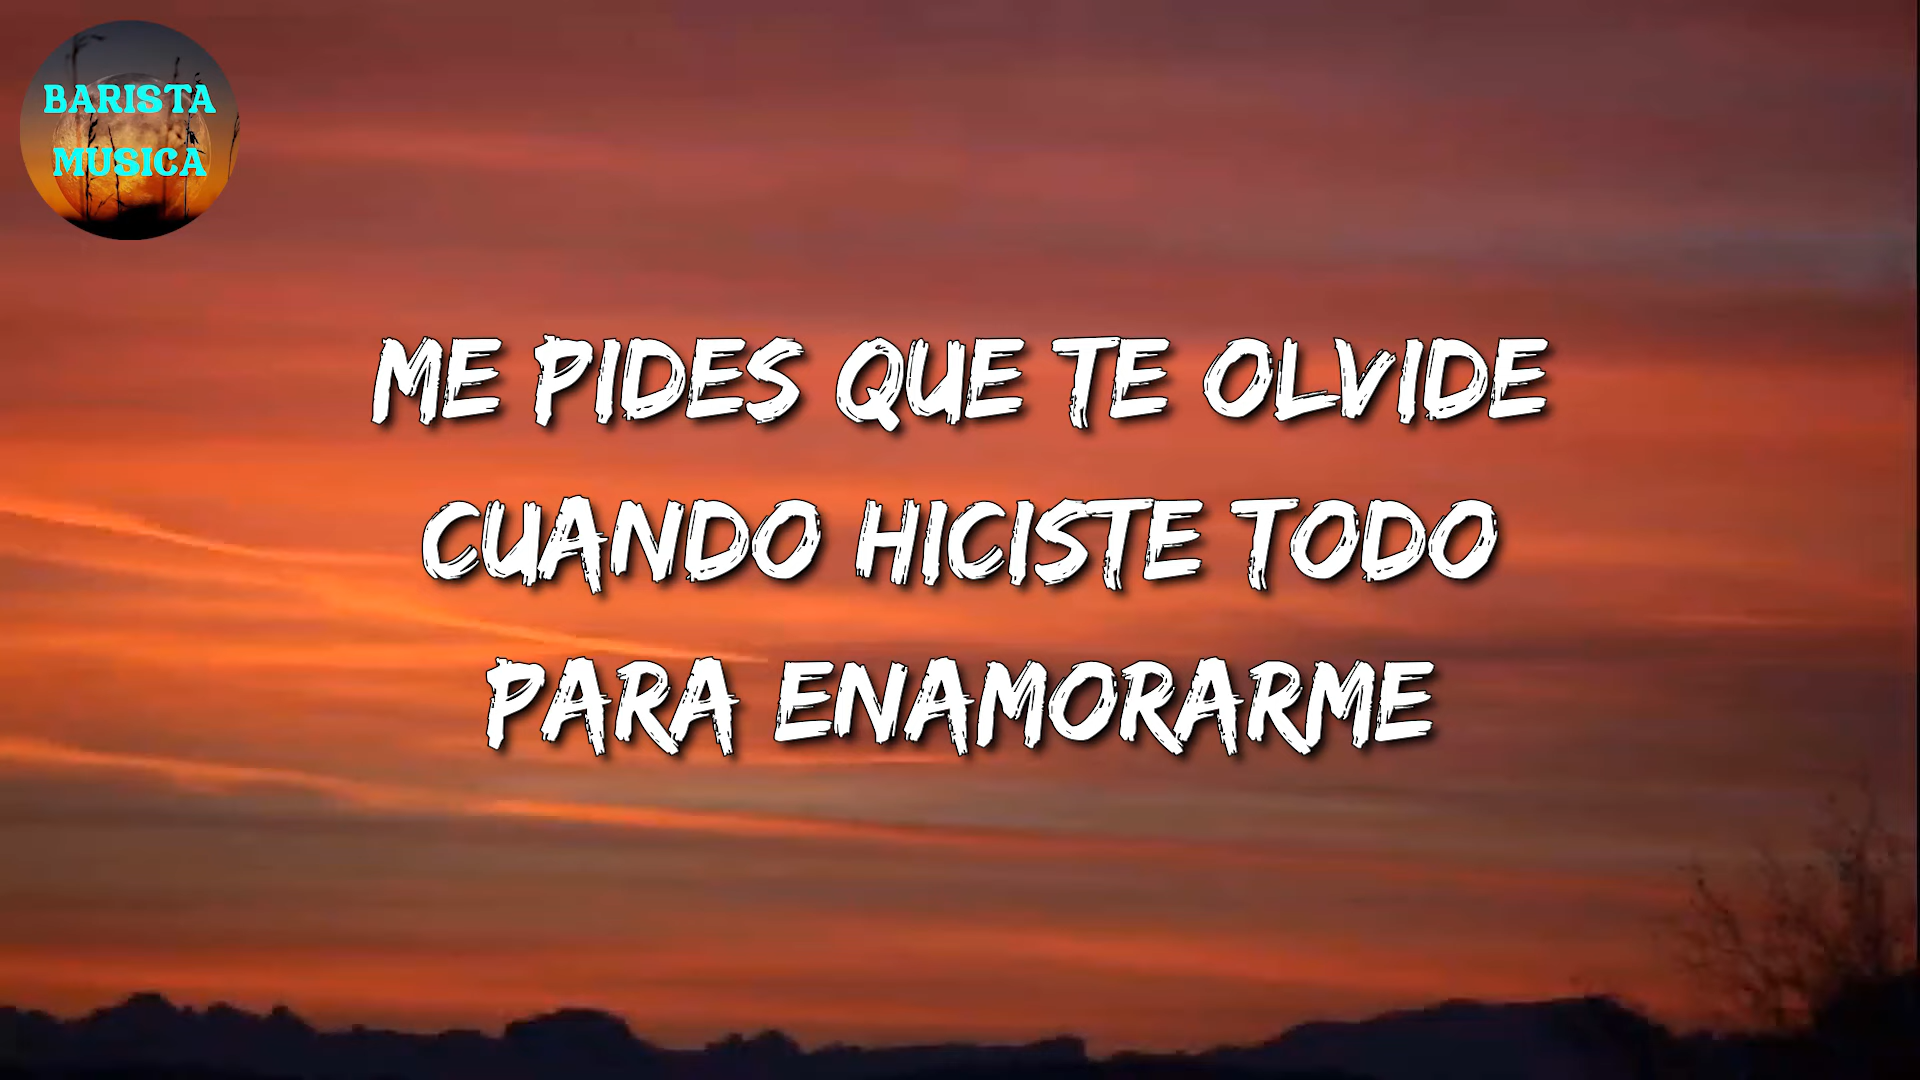 BARISTA
MUSICA
ME PIDES QUE TE OLVIDE
CUANDO HICISTE TODO
PARA ENAMORARME